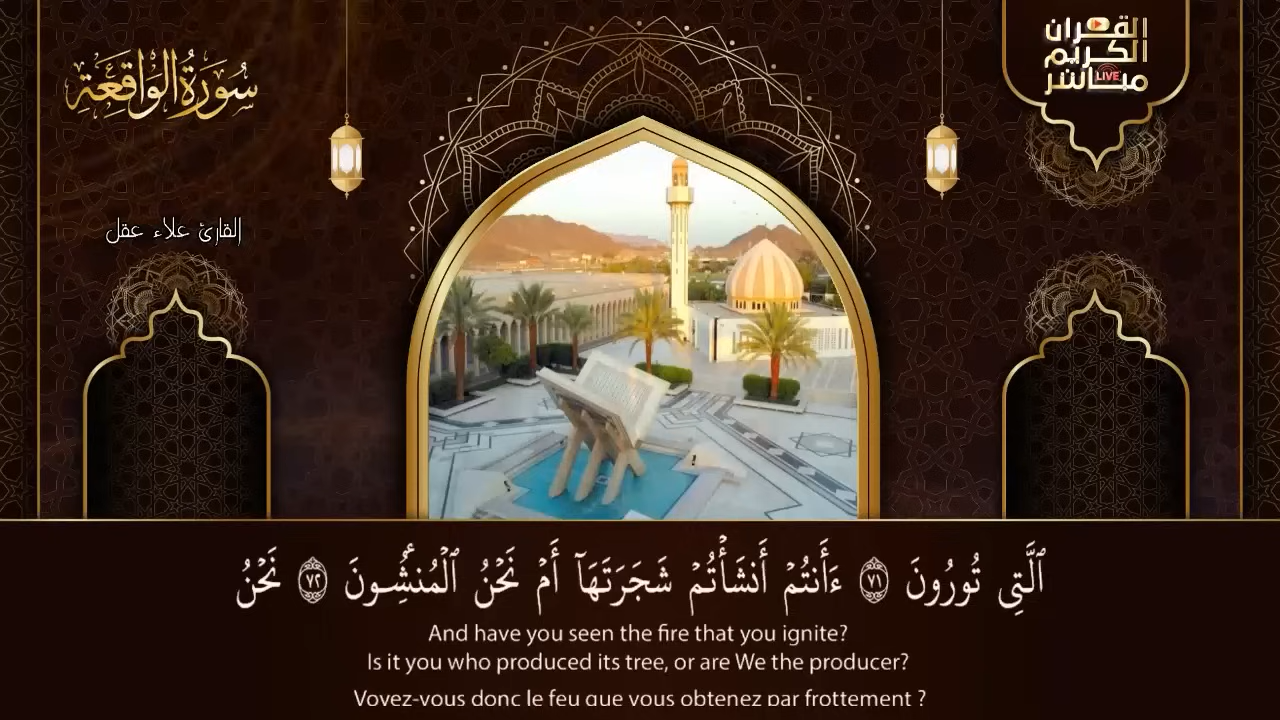 سُورَةُ الوَاقِعَة
القرآن
الكريم
مباشر
LIVE
القارئ علاء عقل
ٱلَّتِى تُورُونَ ٧١ ءَأَنتُمۡ أَنشَأۡتُمۡ شَجَرَتَهَآ أَمۡ نَحۡنُ ٱلۡمُنشِـُٔونَ ٧٢ نَحۡنُ
And have you seen the fire that you ignite?
Is it you who produced its tree, or are We the producer?
Voyez-vous donc le feu que vous obtenez par frottement ?